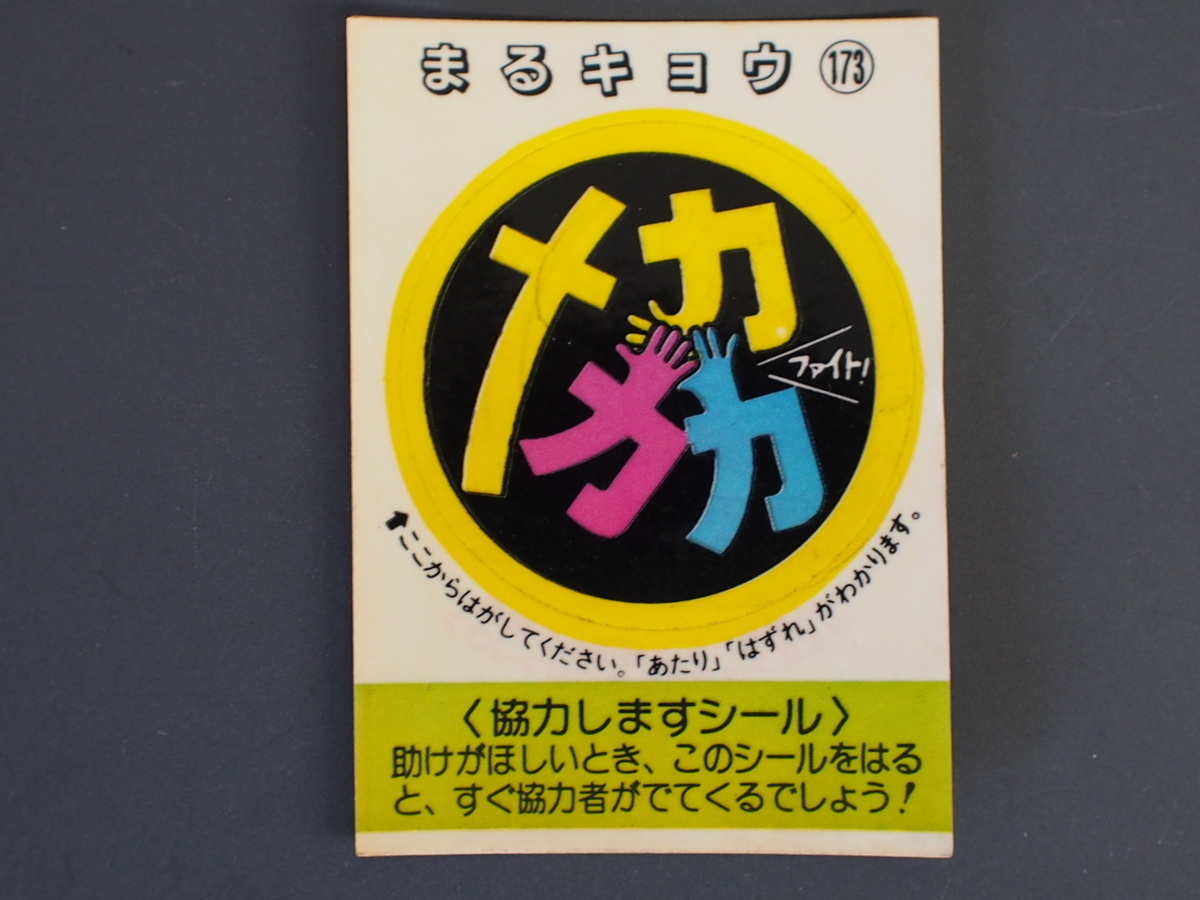 まるキョウ 173
協
ファイト!
ここからはがしてください。「あたり」「はずれ」がわかります。
〈協力しますシール〉
助けがほしいとき、このシールをはる
と、すぐ協力者がでてくるでしょう!